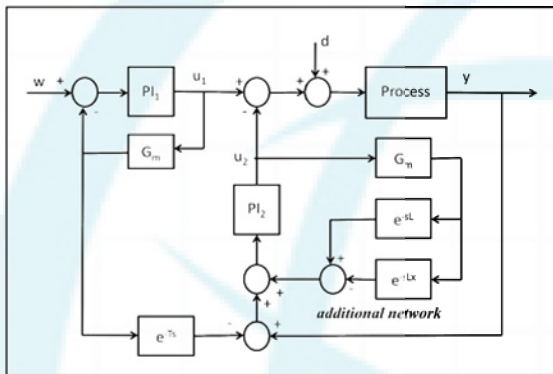 d
w + PI₁ u₁ + + + Process y
-
-
Gₘ
u₂ Gₘ
PI₂
e⁻ˢᴸ
+
+ - e⁻ˢᴸˣ
+
additional network
e⁻ᵀˢ - +